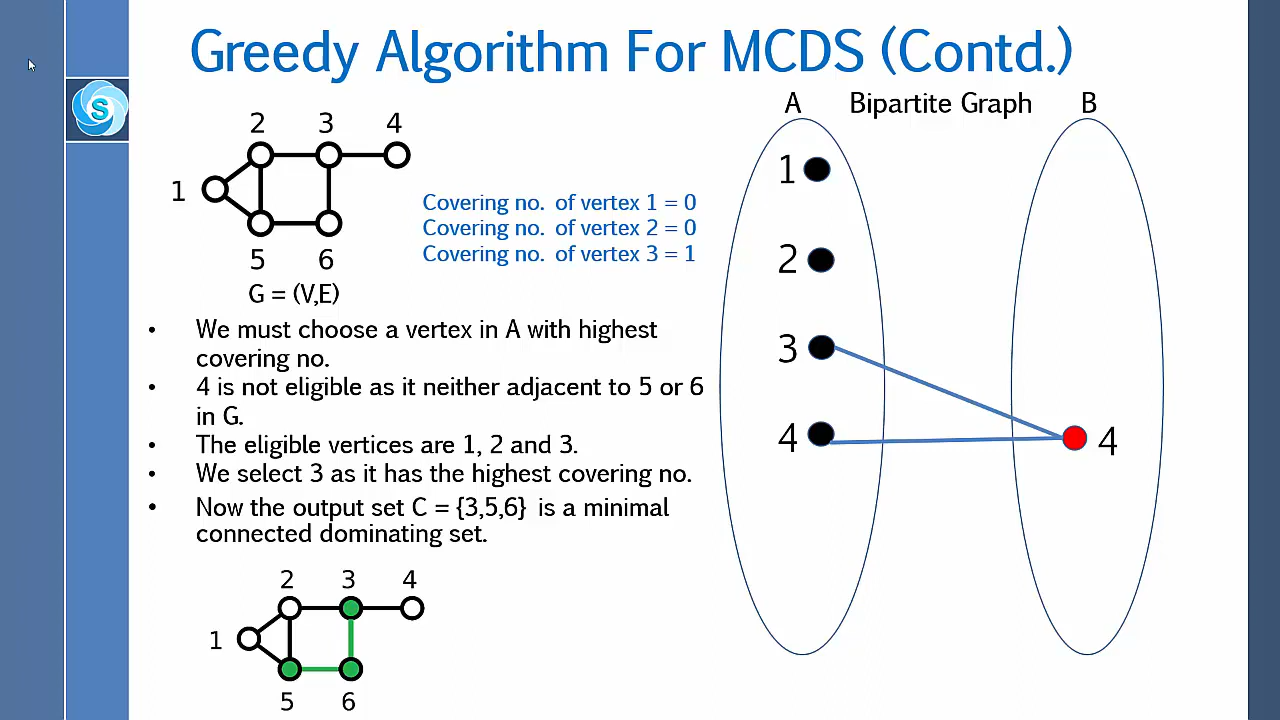 Greedy Algorithm For MCDS (Contd.)
S
A Bipartite Graph B
2 3 4
1
5 6
G = (V,E)
Covering no. of vertex 1 = 0
Covering no. of vertex 2 = 0
Covering no. of vertex 3 = 1
• We must choose a vertex in A with highest
covering no.
• 4 is not eligible as it neither adjacent to 5 or 6
in G.
• The eligible vertices are 1, 2 and 3.
• We select 3 as it has the highest covering no.
• Now the output set C = {3,5,6} is a minimal
connected dominating set.
2 3 4
1
5 6
1
2
3
4 4